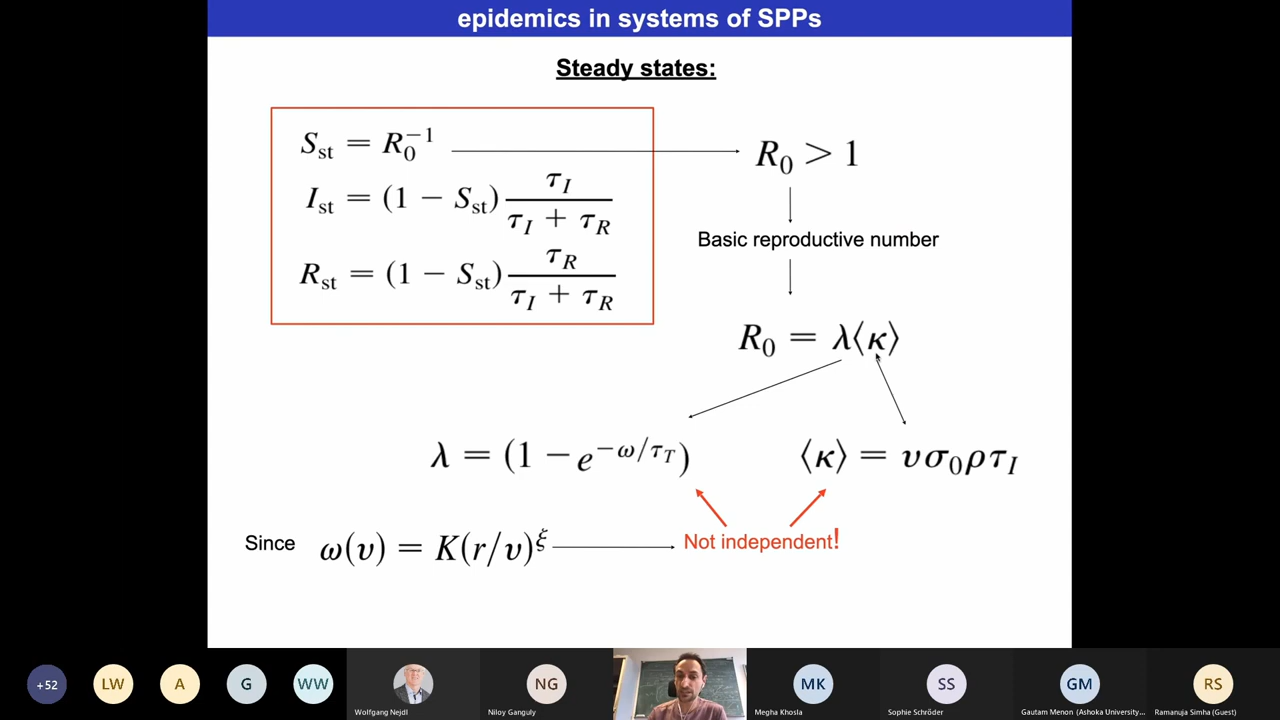 epidemics in systems of SPPs
Steady states:
S_st = R_0^{-1}
R_0 > 1
I_st = (1 − S_st) τ_I / (τ_I + τ_R)
Basic reproductive number
R_st = (1 − S_st) τ_R / (τ_I + τ_R)
R_0 = λ⟨κ⟩
λ = (1 − e^{−ω/τ_T})
⟨κ⟩ = υσ_0ρτ_I
Since ω(υ) = K(r/υ)^ξ
Not independent!
+52
LW
A
G
WW
Wolfgang Nejdl
NG
Niloy Ganguly
MK
Megha Khosla
SS
Sophie Schröder
GM
Gautam Menon (Ashoka University...
RS
Ramanuja Simha (Guest)